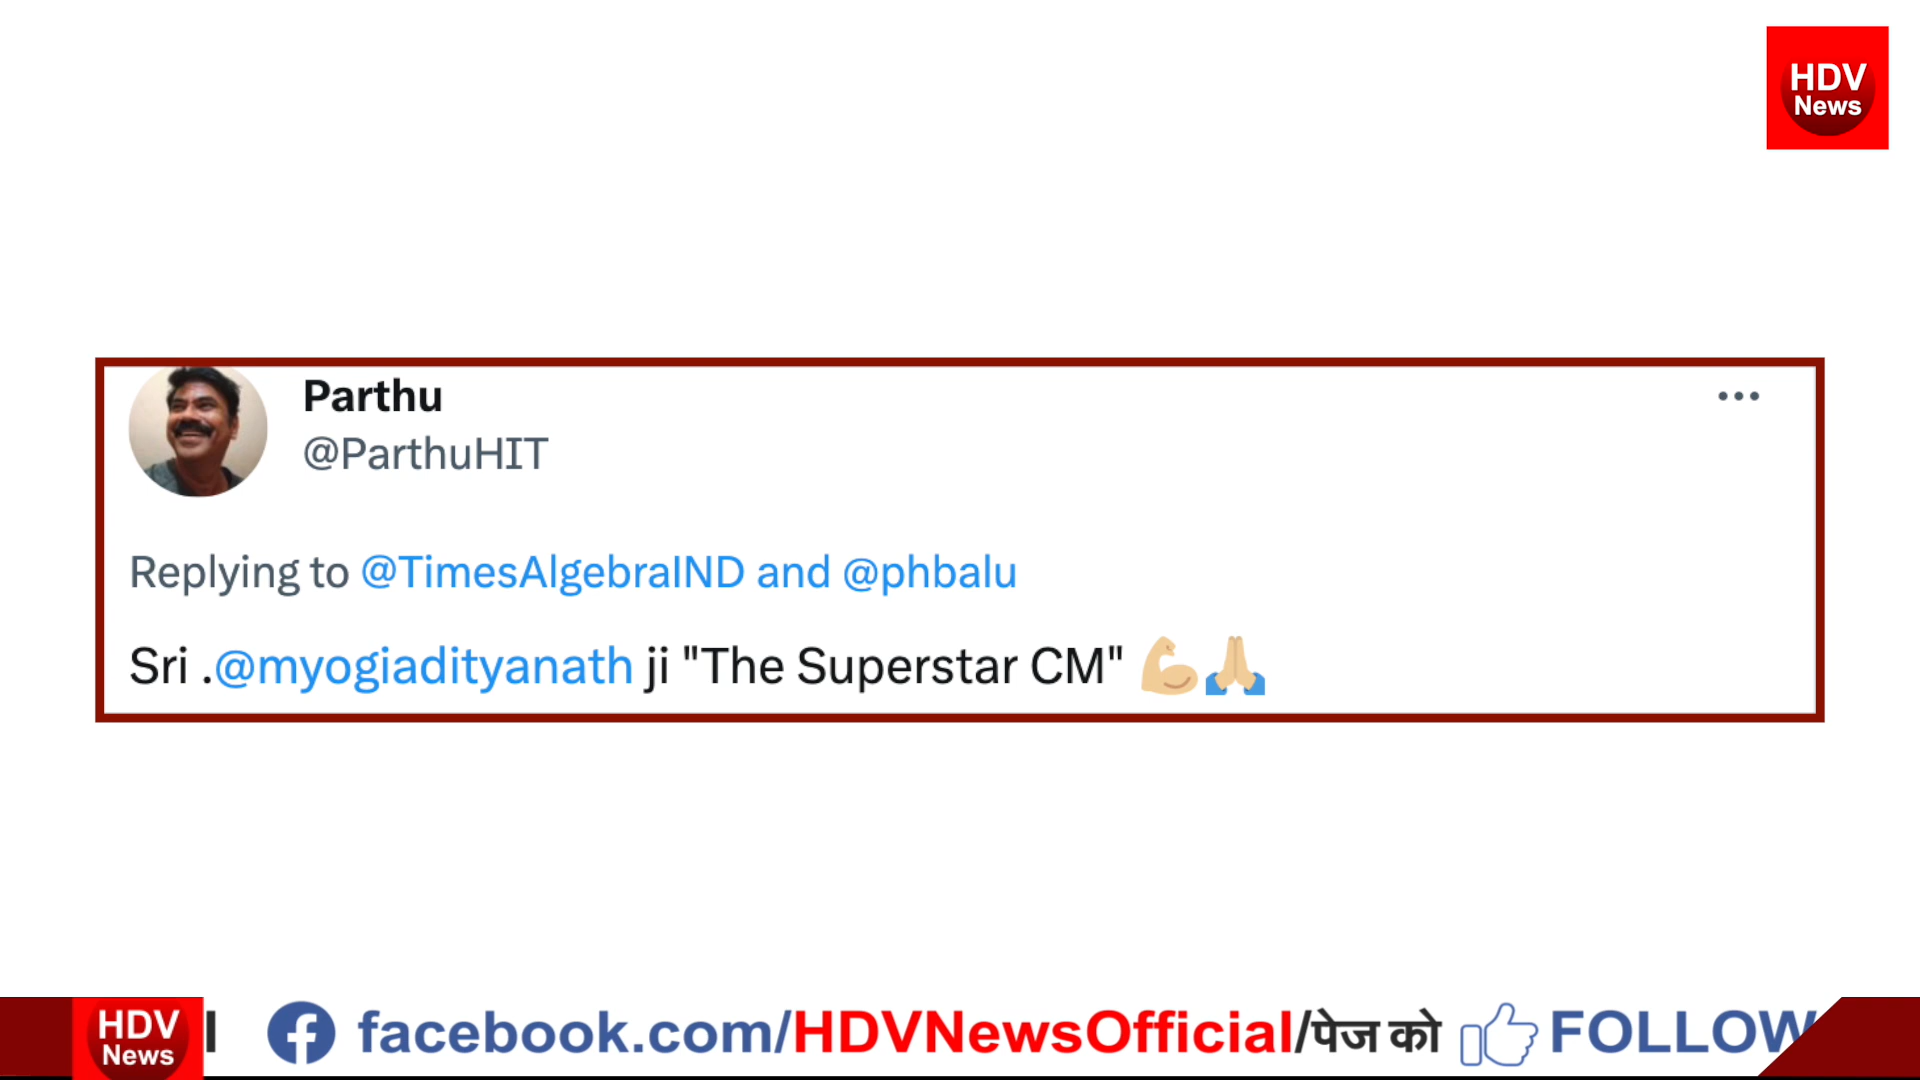 HDV
News
Parthu
@ParthuHIT
Replying to @TimesAlgebraIND and @phbalu
Sri .@myogiadityanath ji "The Superstar CM" 💪🏼🙏🏼
HDV
News
facebook.com/HDVNewsOfficial/पेज को FOLLOW